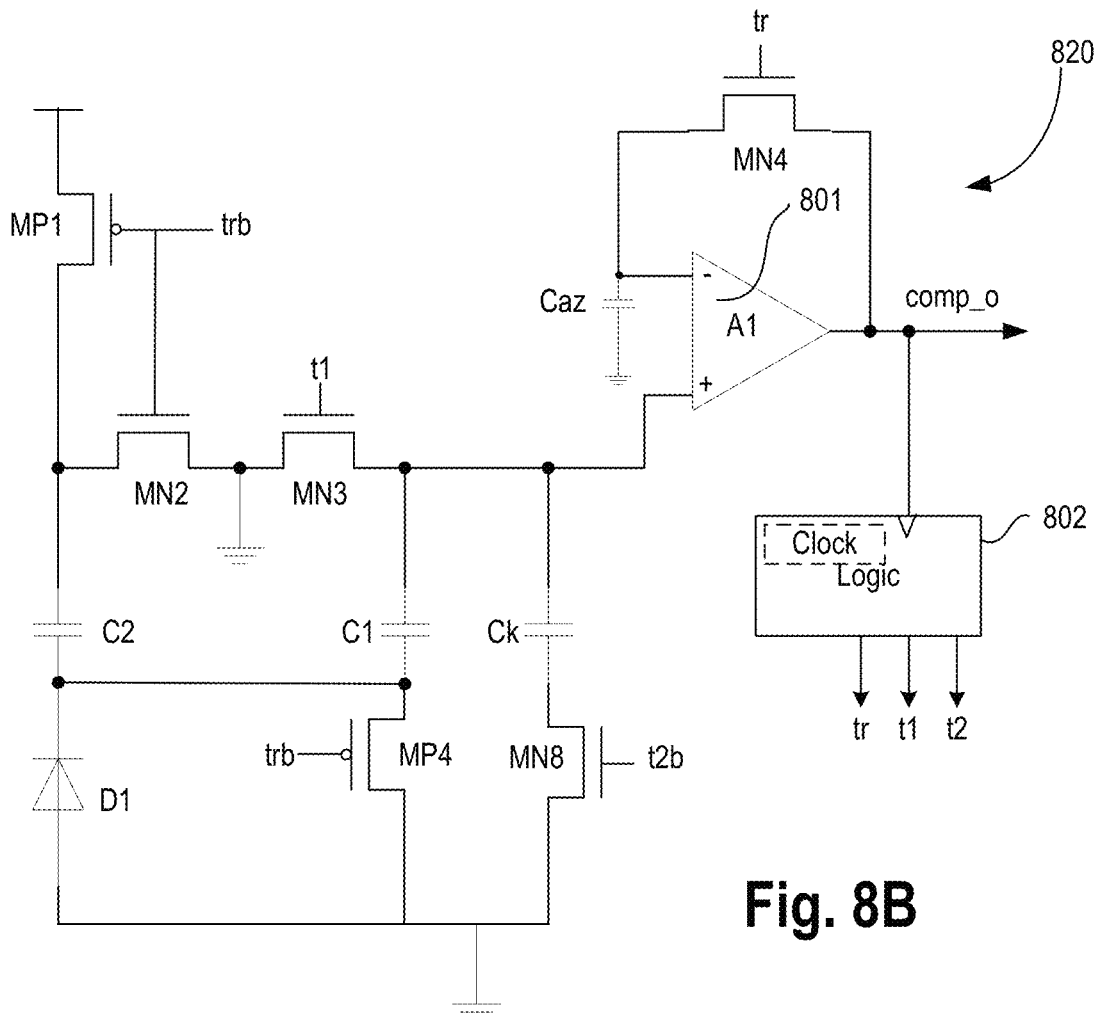 tr
820
MN4
801
MP1
trb
-
Caz
A1
comp_o
+
t1
MN2
MN3
802
Clock
Logic
C2
C1
Ck
tr
t1
t2
trb
MP4
MN8
t2b
D1
Fig. 8B